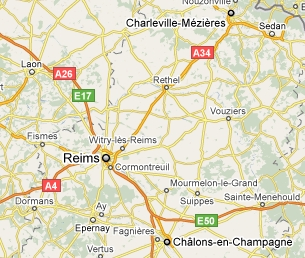 Nouzonville
Charleville-Mézières
Sedan
A34
Laon
A26
Rethel
E17
Vouziers
Fismes
Witry-lés-Reims
Reims
Cormontreuil
A4
Mourmelon-le-Grand
Dormans
Suippes
Sainte-Menehould
Ay
E50
Epernay
Fagnières
Châlons-en-Champagne
Vertus